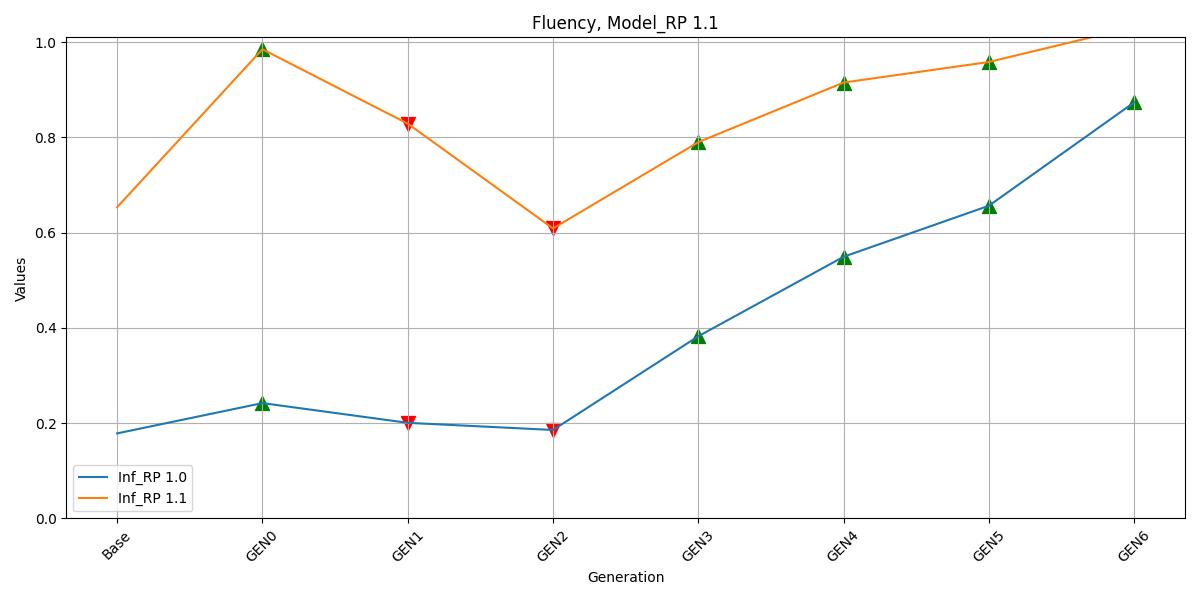 Fluency, Model_RP 1.1
Values
1.0
0.8
0.6
0.4
0.2
0.0
Inf_RP 1.0
Inf_RP 1.1
Base
GEN0
GEN1
GEN2
GEN3
GEN4
GEN5
GEN6
Generation